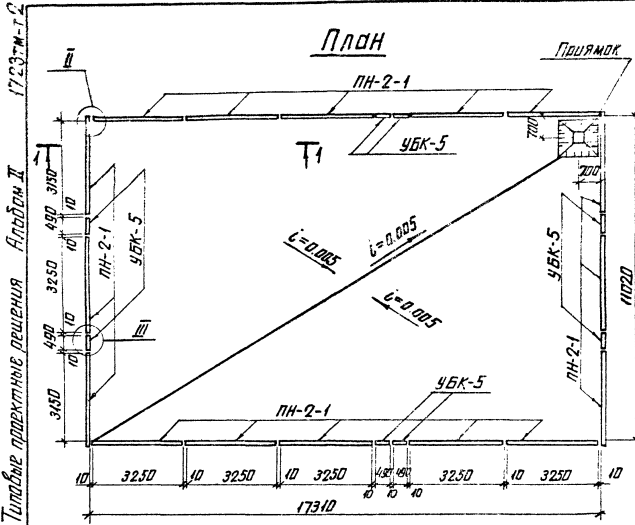 1723тм-т2
Типовые проектные решения Альбом II
План
II
ПН-2-1
Приямок
УБК-5
700
700
1
1
3150
10
490
10
3250
10
490
10
3150
ПН-2-1
УБК-5
III
i=0.005
i=0.005
i=0.005
УБК-5
ПН-2-1
11020
УБК-5
ПН-2-1
10 3250 10 3250 10 3250 10 490 10 490 10 3250 10 3250 10
17310